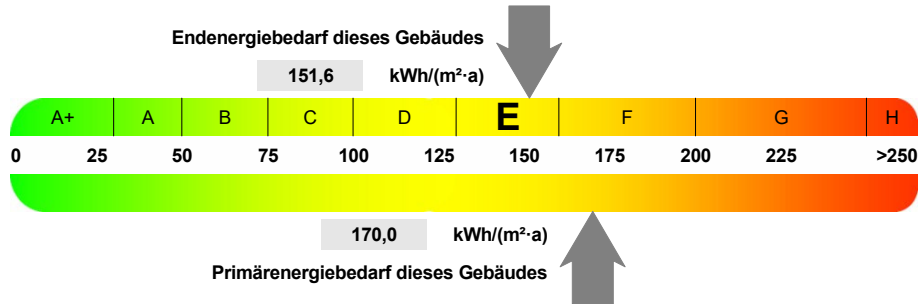 Endenergiebedarf dieses Gebäudes
151,6 kWh/(m²·a)
A+ A B C D E F G H
0 25 50 75 100 125 150 175 200 225 >250
170,0 kWh/(m²·a)
Primärenergiebedarf dieses Gebäudes